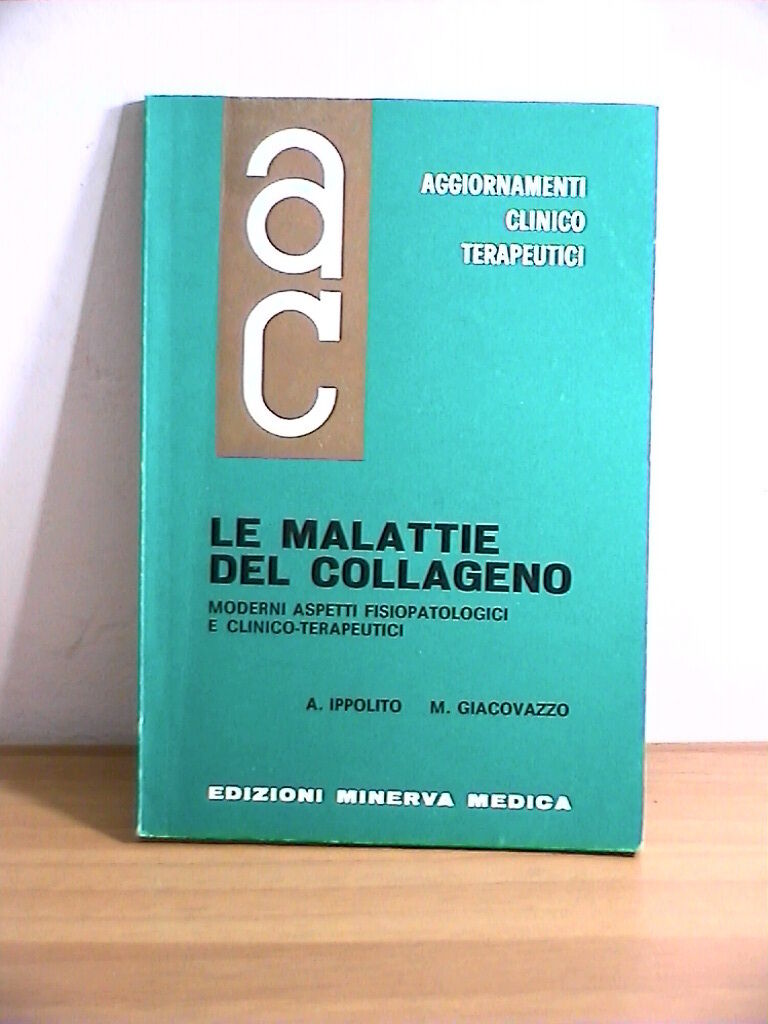 ac
AGGIORNAMENTI
CLINICO
TERAPEUTICI
LE MALATTIE
DEL COLLAGENO
MODERNI ASPETTI FISIOPATOLOGICI
E CLINICO-TERAPEUTICI
A. IPPOLITO M. GIACOVAZZO
EDIZIONI MINERVA MEDICA